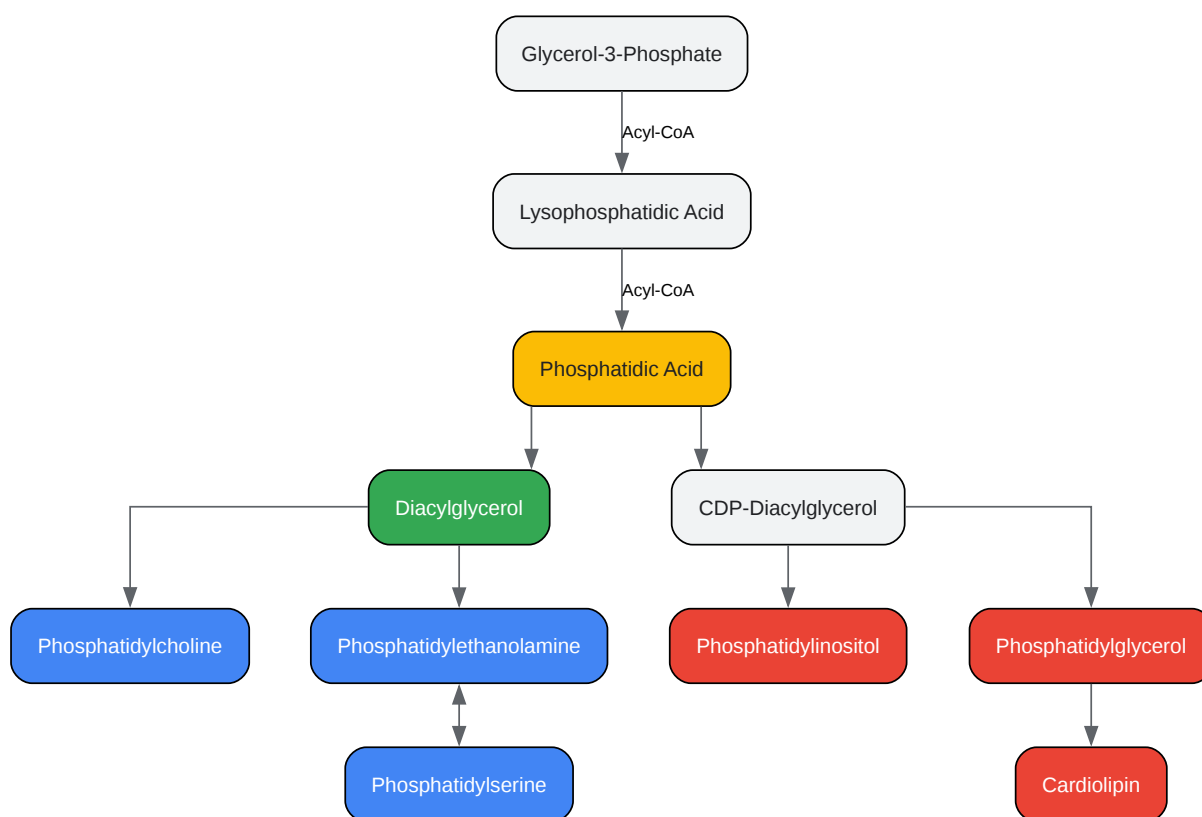 Glycerol-3-Phosphate
Acyl-CoA
Lysophosphatidic Acid
Acyl-CoA
Phosphatidic Acid
Diacylglycerol
CDP-Diacylglycerol
Phosphatidylcholine
Phosphatidylethanolamine
Phosphatidylinositol
Phosphatidylglycerol
Phosphatidylserine
Cardiolipin